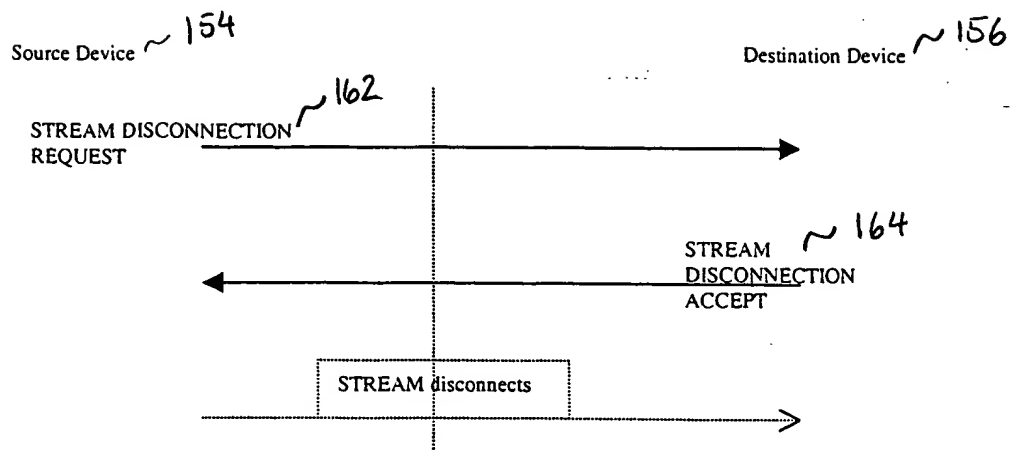 Source Device ~ 154
Destination Device ~ 156
162
STREAM DISCONNECTION
REQUEST
164
STREAM
DISCONNECTION
ACCEPT
STREAM disconnects